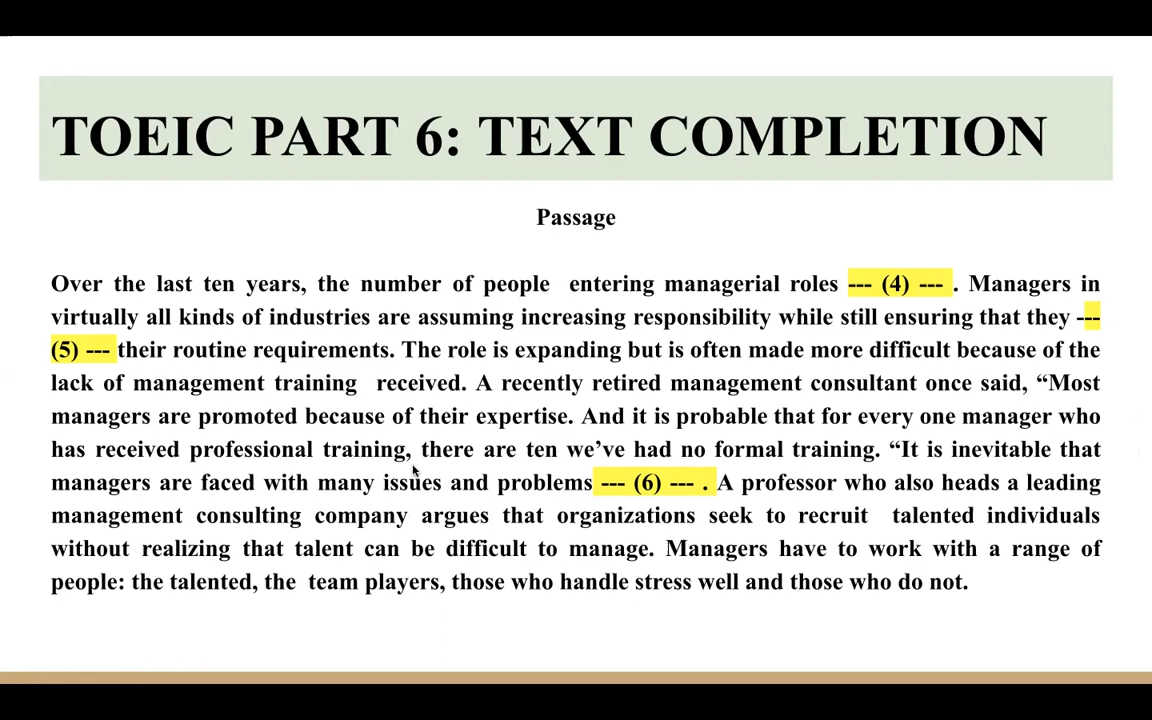 TOEIC PART 6: TEXT COMPLETION
Passage
Over the last ten years, the number of people entering managerial roles --- (4) --- . Managers in
virtually all kinds of industries are assuming increasing responsibility while still ensuring that they ---
(5) --- their routine requirements. The role is expanding but is often made more difficult because of the
lack of management training received. A recently retired management consultant once said, “Most
managers are promoted because of their expertise. And it is probable that for every one manager who
has received professional training, there are ten we’ve had no formal training. “It is inevitable that
managers are faced with many issues and problems --- (6) --- . A professor who also heads a leading
management consulting company argues that organizations seek to recruit talented individuals
without realizing that talent can be difficult to manage. Managers have to work with a range of
people: the talented, the team players, those who handle stress well and those who do not.